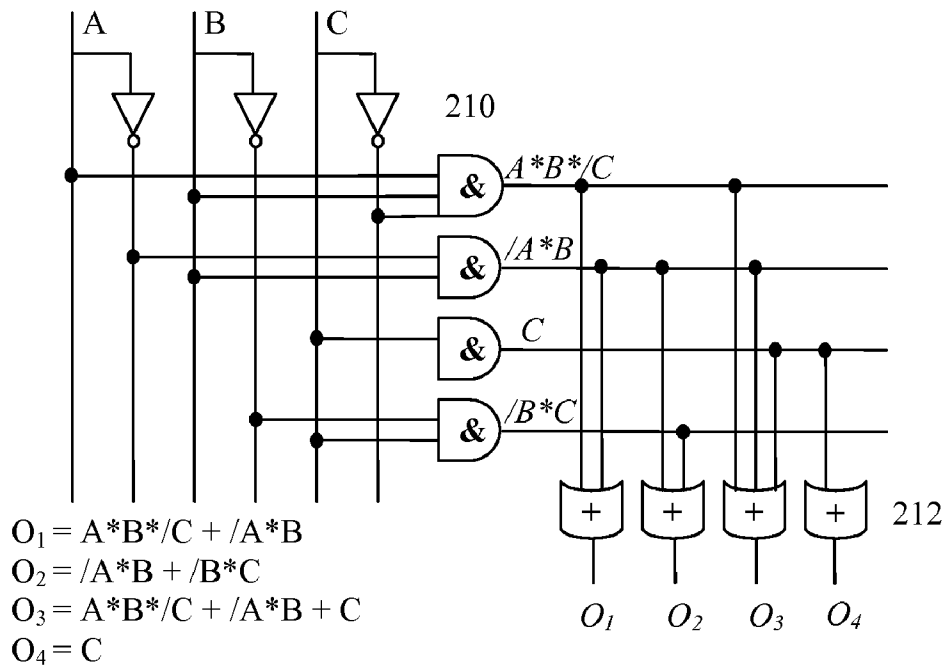 A B C
210
& A*B*/C
& /A*B
& C
& /B*C
+ + + + 212
O₁ = A*B*/C + /A*B
O₂ = /A*B + /B*C
O₃ = A*B*/C + /A*B + C
O₄ = C
O₁ O₂ O₃ O₄